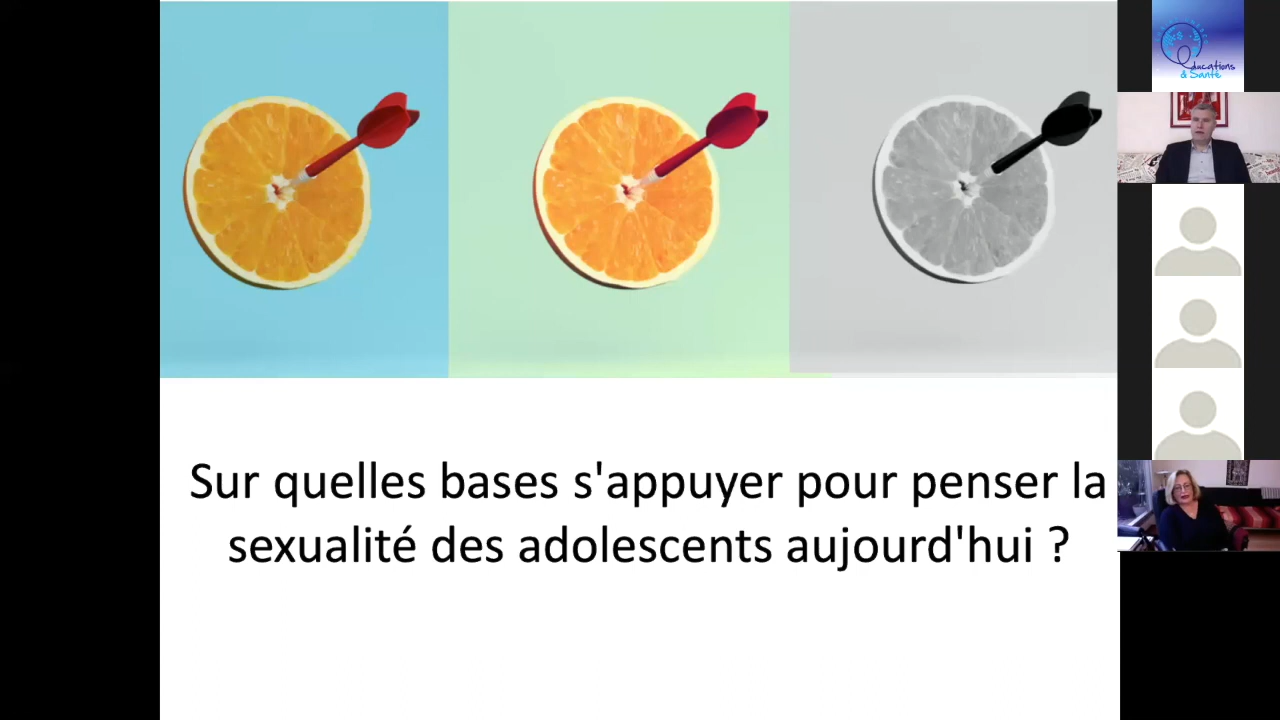 Sur quelles bases s'appuyer pour penser la
sexualité des adolescents aujourd'hui ?
Educations
& Santé